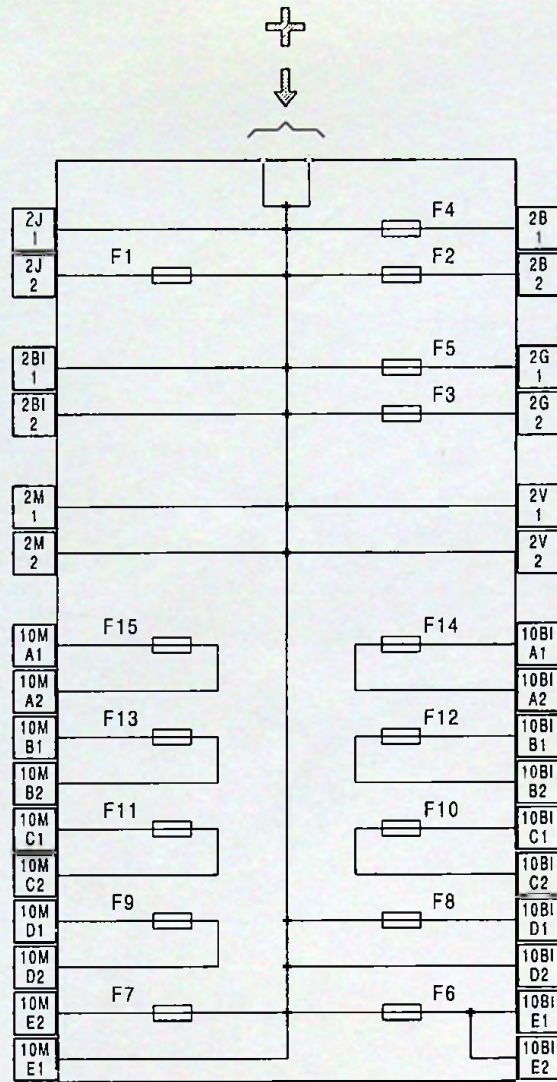 F4
2J
1
2B
1
F1
F2
2J
2
2B
2
F5
2BI
1
2G
1
F3
2BI
2
2G
2
2M
1
2V
1
2M
2
2V
2
F15
F14
10M
A1
10BI
A1
10M
A2
10BI
A2
F13
F12
10M
B1
10BI
B1
10M
B2
10BI
B2
F11
F10
10M
C1
10BI
C1
10M
C2
10BI
C2
F9
F8
10M
D1
10BI
D1
10M
D2
10BI
D2
F7
F6
10M
E2
10BI
E1
10M
E1
10BI
E2